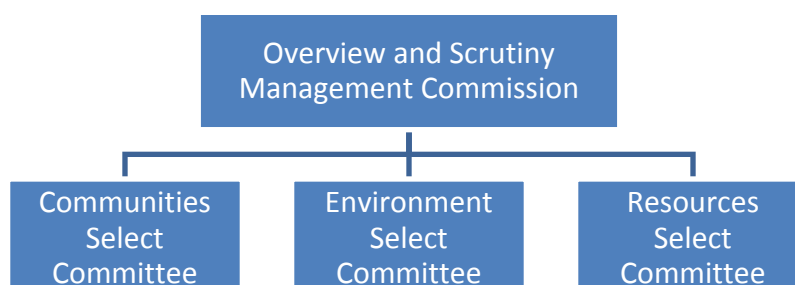 Overview and Scrutiny
Management Commission
Communities
Select
Committee
Environment
Select
Committee
Resources
Select
Committee